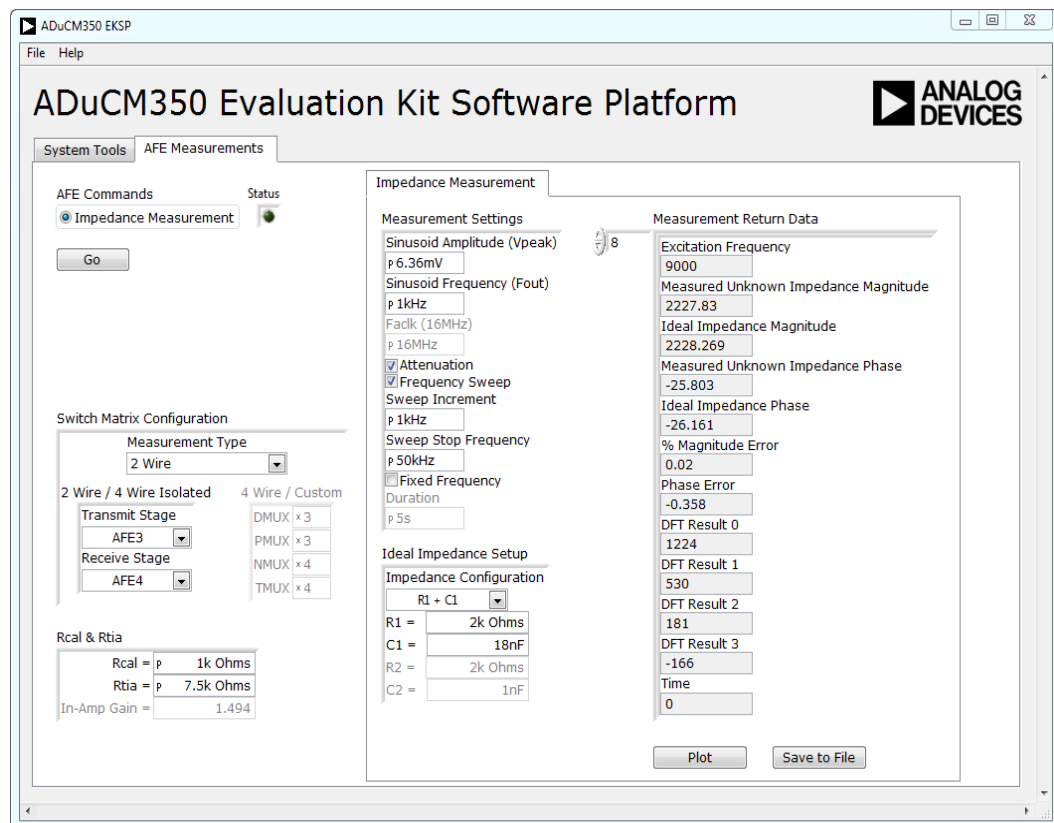 ADuCM350 EKSP
File Help
ADuCM350 Evaluation Kit Software Platform
ANALOG
DEVICES
System Tools
AFE Measurements
AFE Commands
Status
Impedance Measurement
Go
Switch Matrix Configuration
Measurement Type
2 Wire
2 Wire / 4 Wire Isolated
4 Wire / Custom
Transmit Stage
AFE3
Receive Stage
AFE4
DMUX x 3
PMUX x 3
NMUX x 4
TMUX x 4
Rcal & Rtia
Rcal = p 1k Ohms
Rtia = p 7.5k Ohms
In-Amp Gain = 1.494
Impedance Measurement
Measurement Settings
Sinusoid Amplitude (Vpeak)
p 6.36mV
Sinusoid Frequency (Fout)
p 1kHz
Faclk (16MHz)
p 16MHz
Attenuation
Frequency Sweep
Sweep Increment
p 1kHz
Sweep Stop Frequency
p 50kHz
Fixed Frequency
Duration
p 5s
Ideal Impedance Setup
Impedance Configuration
R1 + C1
R1 = 2k Ohms
C1 = 18nF
R2 = 2k Ohms
C2 = 1nF
8
Measurement Return Data
Excitation Frequency
9000
Measured Unknown Impedance Magnitude
2227.83
Ideal Impedance Magnitude
2228.269
Measured Unknown Impedance Phase
-25.803
Ideal Impedance Phase
-26.161
% Magnitude Error
0.02
Phase Error
-0.358
DFT Result 0
1224
DFT Result 1
530
DFT Result 2
181
DFT Result 3
-166
Time
0
Plot
Save to File